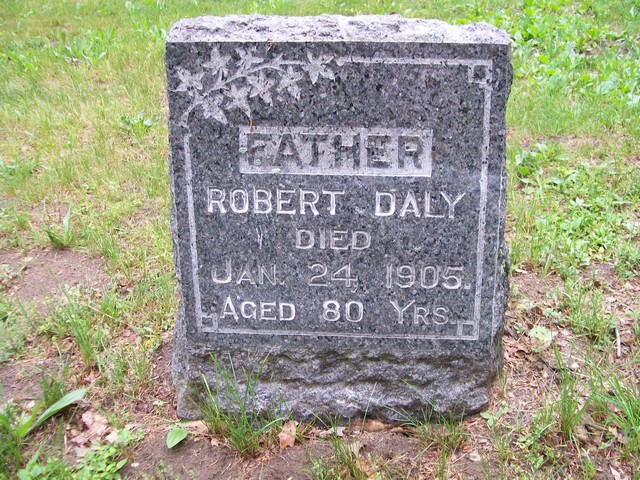 FATHER
ROBERT DALY
DIED
JAN. 24, 1905.
AGED 80 YRS.